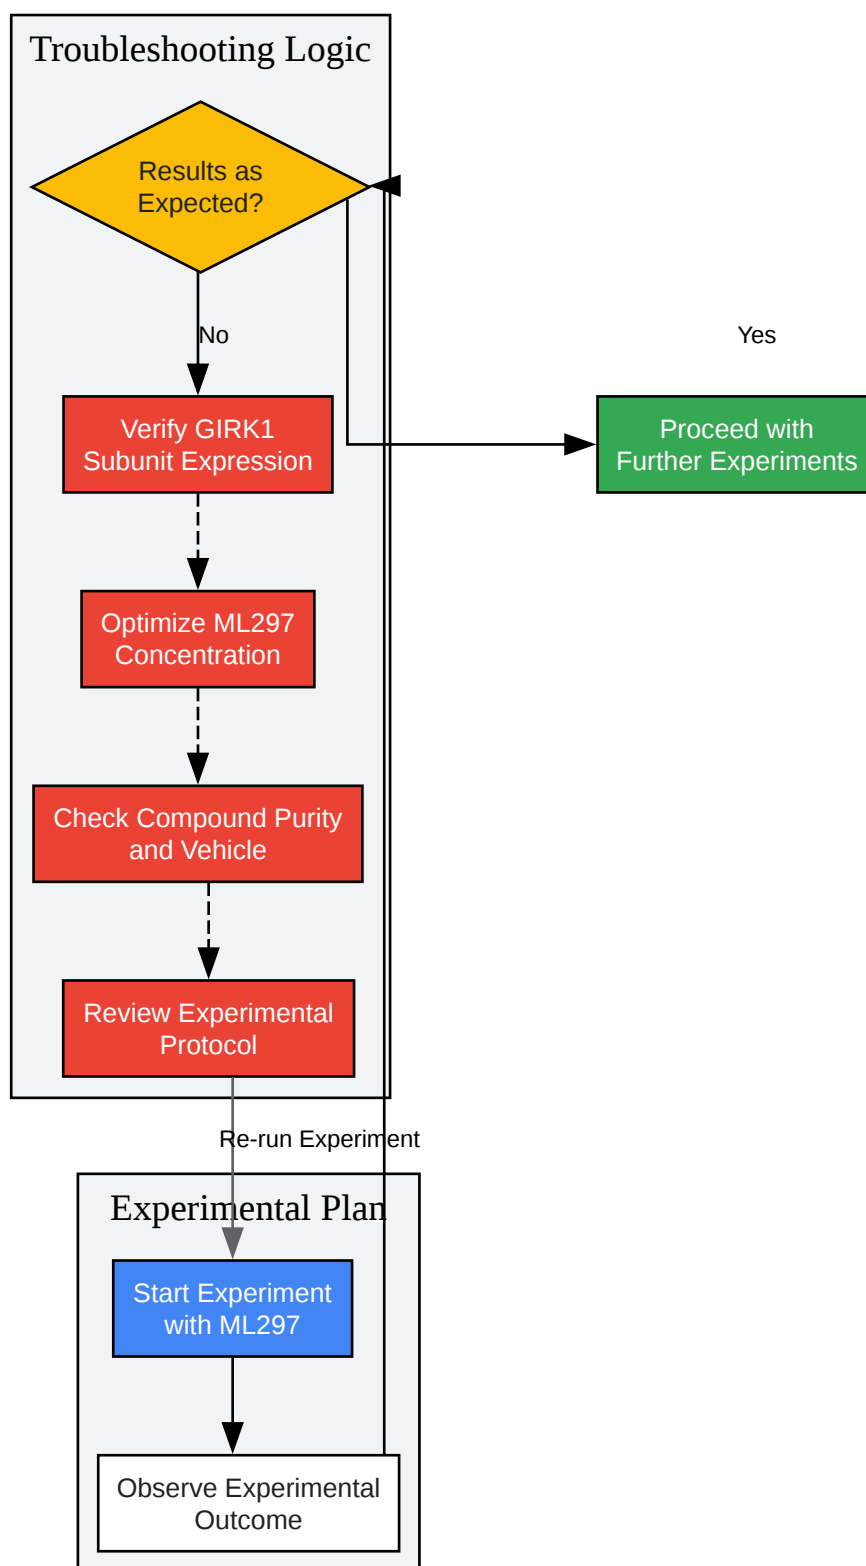 Troubleshooting Logic
Results as
Expected?
No
Yes
Verify GIRK1
Subunit Expression
Proceed with
Further Experiments
Optimize ML297
Concentration
Check Compound Purity
and Vehicle
Review Experimental
Protocol
Re-run Experiment
Experimental Plan
Start Experiment
with ML297
Observe Experimental
Outcome